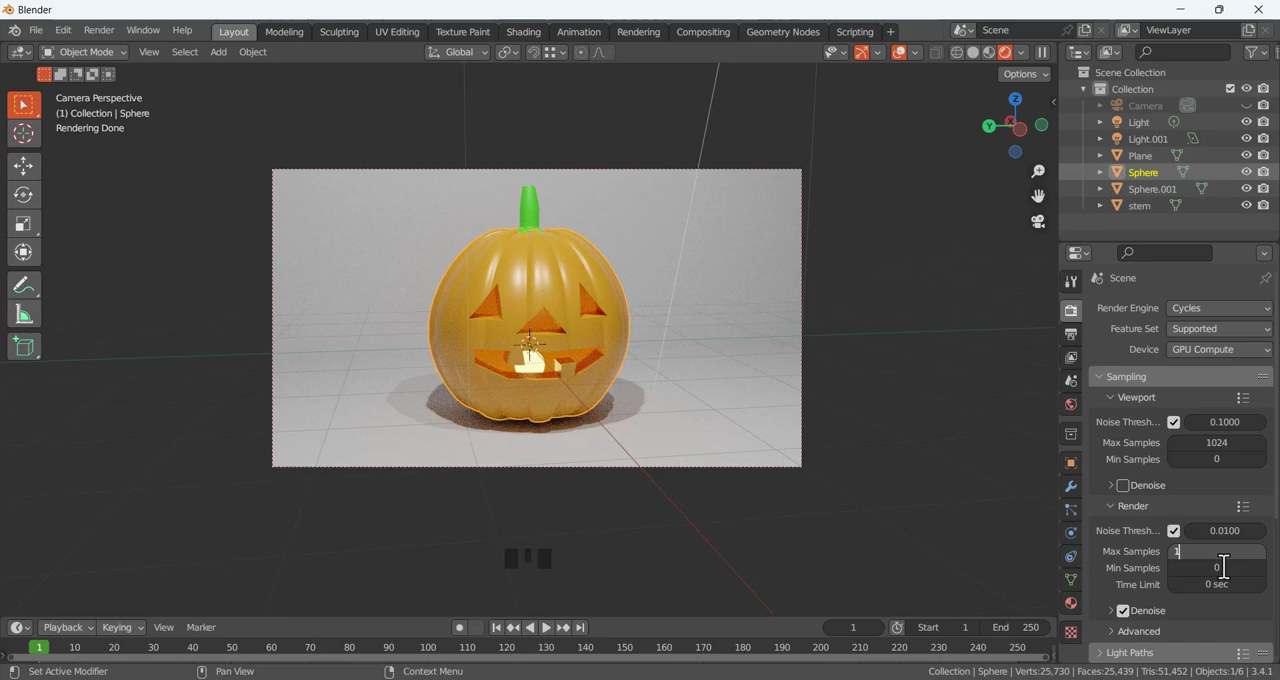 Blender
File Edit Render Window Help Layout Modeling Sculpting UV Editing Texture Paint Shading Animation Rendering Compositing Geometry Nodes Scripting + Scene ViewLayer
Object Mode View Select Add Object Global
Options
Camera Perspective
(1) Collection | Sphere
Rendering Done
Z
Y
X
Scene Collection
Collection
Camera
Light
Light.001
Plane
Sphere
Sphere.001
stem
Scene
Render Engine Cycles
Feature Set Supported
Device GPU Compute
Sampling
Viewport
Noise Thresh... 0.1000
Max Samples 1024
Min Samples 0
Denoise
Render
Noise Thresh... 0.0100
Max Samples 1
Min Samples 0
Time Limit 0 sec
Denoise
Advanced
Light Paths
Playback Keying View Marker 1 Start 1 End 250
1 10 20 30 40 50 60 70 80 90 100 110 120 130 140 150 160 170 180 190 200 210 220 230 240 250
Set Active Modifier Pan View Context Menu Collection | Sphere | Verts:25,730 | Faces:25,439 | Tris:51,452 | Objects:1/6 | 3.4.1